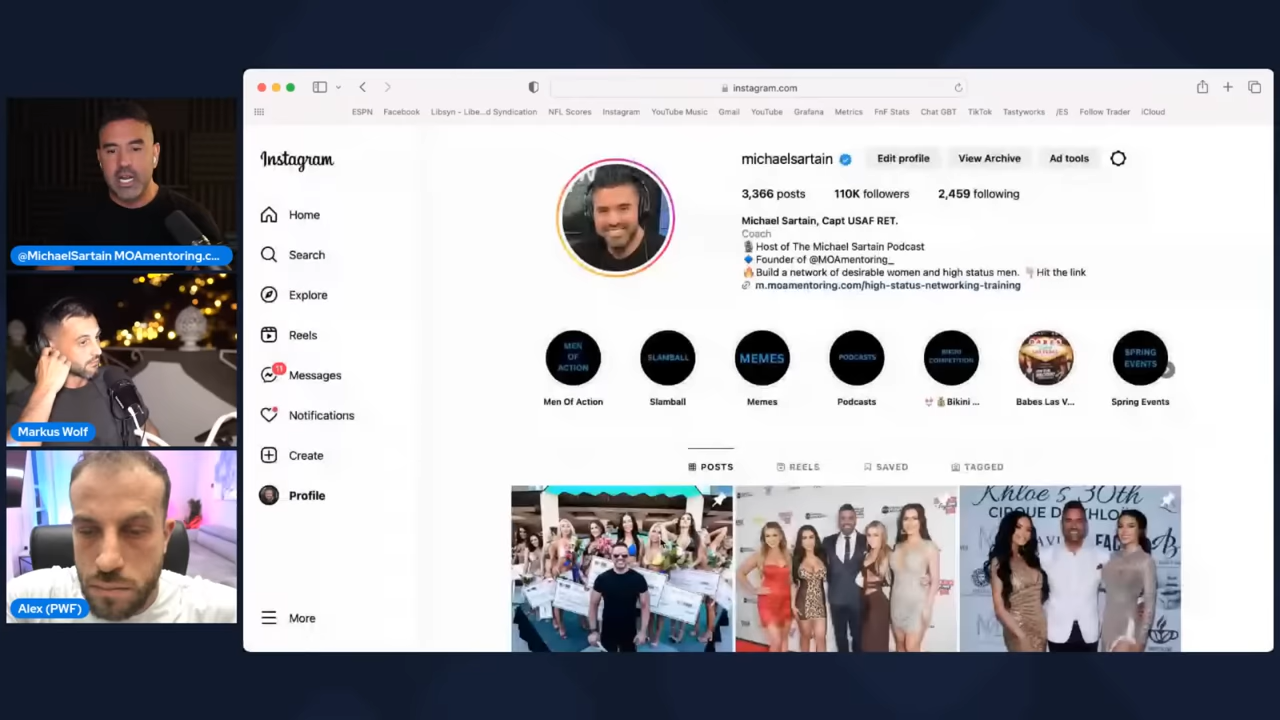 @MichaelSartain MOAmentoring.c...
Markus Wolf
Alex (PWF)
instagram.com
ESPN Facebook Libsyn - Libe...d Syndication NFL Scores Instagram YouTube Music Gmail YouTube Grafana Metrics FnF Stats Chat GBT TikTok Tastyworks /ES Follow Trader iCloud
Instagram
Home
Search
Explore
Reels
11
Messages
Notifications
Create
Profile
More
michaelsartain Edit profile View Archive Ad tools
3,366 posts 110K followers 2,459 following
Michael Sartain, Capt USAF RET.
Coach
Host of The Michael Sartain Podcast
Founder of @MOAmentoring_
Build a network of desirable women and high status men. Hit the link
m.moamentoring.com/high-status-networking-training
MEN
OF
ACTION
SLAMBALL
MEMES
PODCASTS
BIKINI
COMPETITION
SPRING
EVENTS
Men Of Action Slamball Memes Podcasts Bikini ... Babes Las V... Spring Events
POSTS REELS SAVED TAGGED
Khloe's 30th